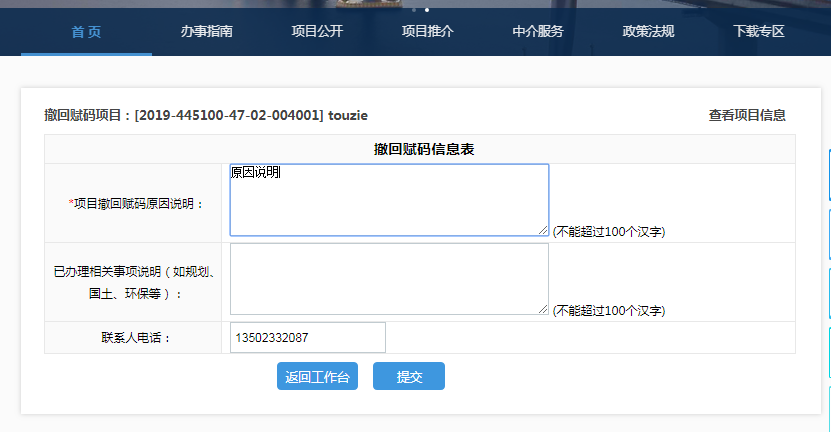 首 页 办事指南 项目公开 项目推介 中介服务 政策法规 下载专区
撤回赋码项目：[2019-445100-47-02-004001] touzie 查看项目信息
撤回赋码信息表
*项目撤回赋码原因说明： 原因说明 (不能超过100个汉字)
已办理相关事项说明（如规划、
国土、环保等）： (不能超过100个汉字)
联系人电话： 13502332087
返回工作台 提交